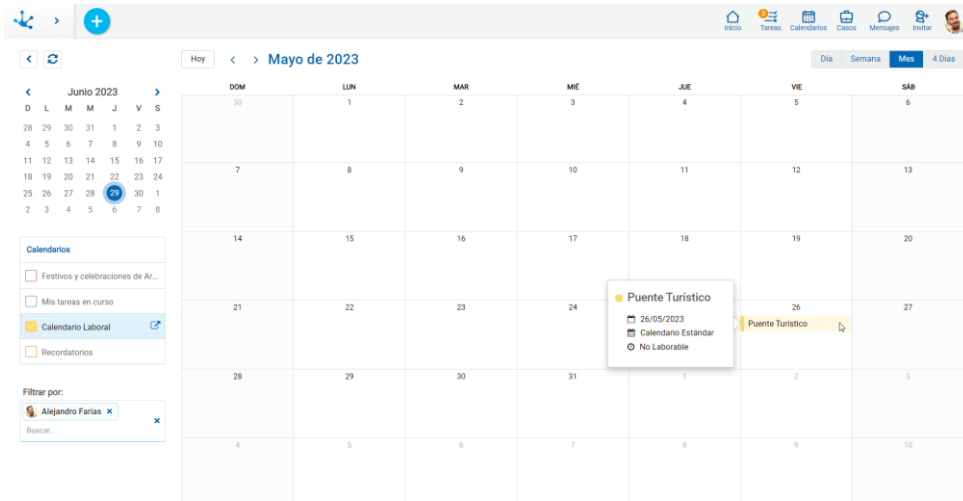 3
Inicio Tareas Calendarios Casos Mensajes Invitar
Hoy Mayo de 2023 Día Semana Mes 4 Días
Junio 2023
D L M M J V S
28 29 30 31 1 2 3
4 5 6 7 8 9 10
11 12 13 14 15 16 17
18 19 20 21 22 23 24
25 26 27 28 29 30 1
2 3 4 5 6 7 8
Calendarios
Festivos y celebraciones de Ar...
Mis tareas en curso
Calendario Laboral
Recordatorios
Filtrar por:
Alejandro Farias
Buscar..
DOM LUN MAR MIÉ JUE VIE SÁB
30 1 2 3 4 5 6
7 8 9 10 11 12 13
14 15 16 17 18 19 20
21 22 23 24 26 27
Puente Turístico
Puente Turístico
26/05/2023
Calendario Estándar
No Laborable
28 29 30 31 1 2 3
4 5 6 7 8 9 10